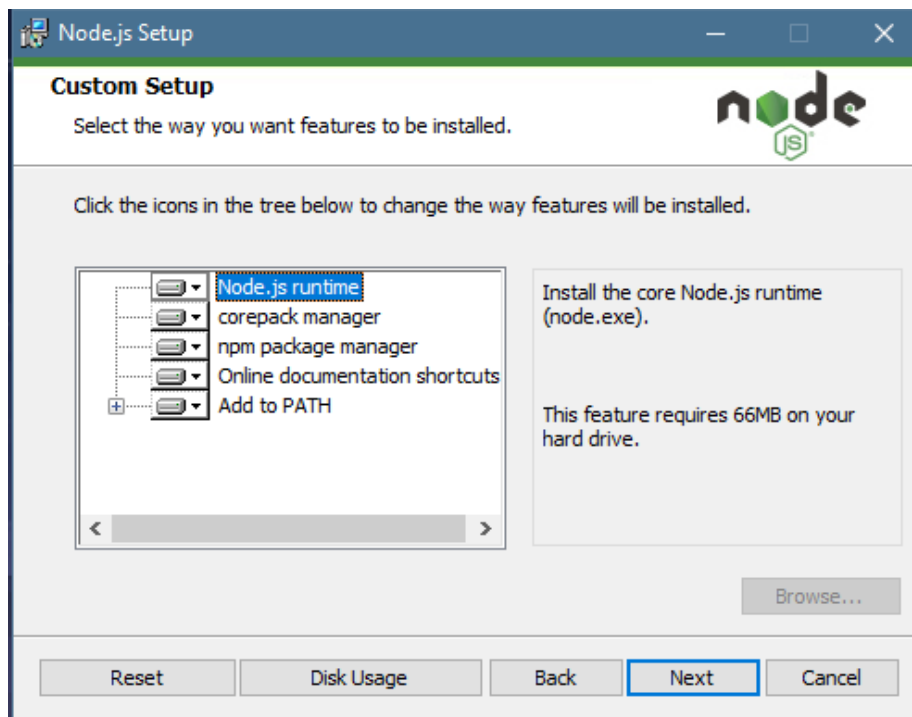 Node.js Setup
Custom Setup
Select the way you want features to be installed.
node
JS
Click the icons in the tree below to change the way features will be installed.
Node.js runtime
corepack manager
npm package manager
Online documentation shortcuts
Add to PATH
Install the core Node.js runtime
(node.exe).
This feature requires 66MB on your
hard drive.
Browse...
Reset
Disk Usage
Back
Next
Cancel